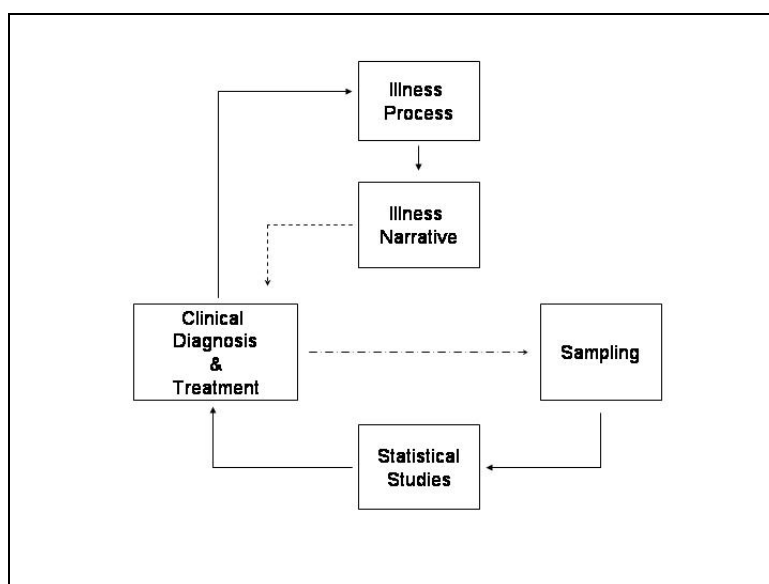 Illness
Process
Illness
Narrative
Clinical
Diagnosis
&
Treatment
Sampling
Statistical
Studies